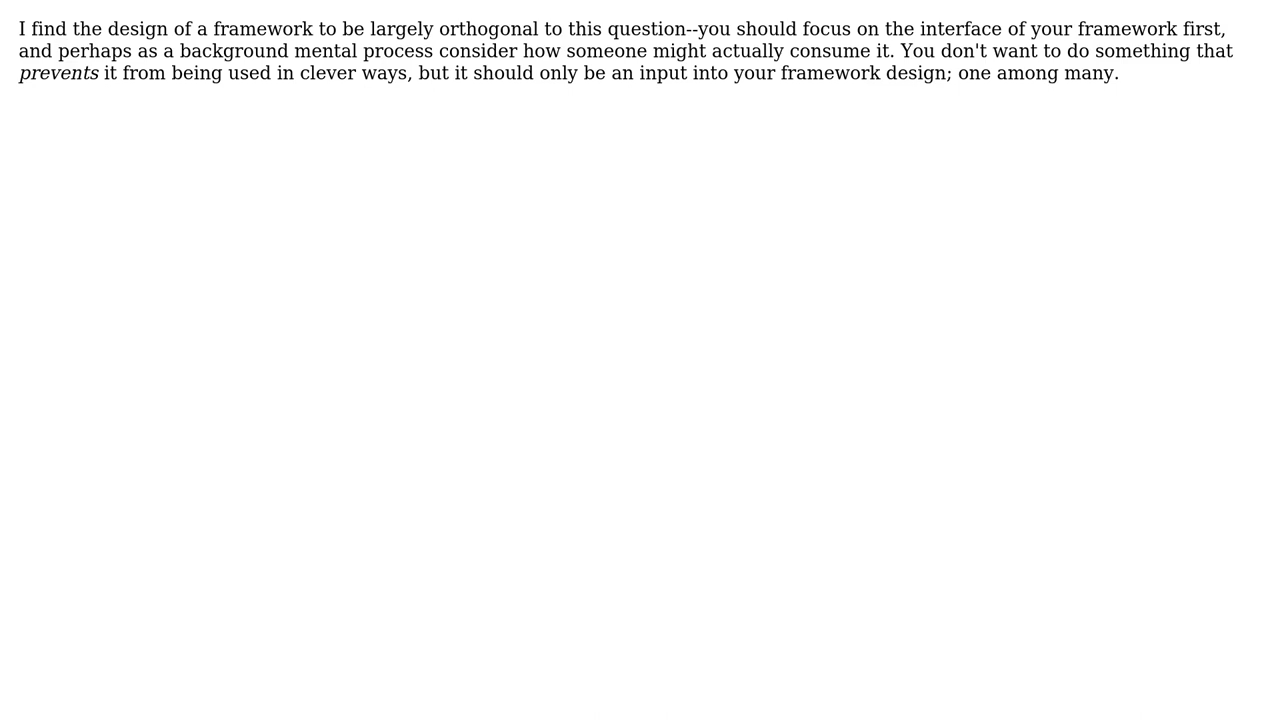 I find the design of a framework to be largely orthogonal to this question--you should focus on the interface of your framework first,
and perhaps as a background mental process consider how someone might actually consume it. You don't want to do something that
prevents it from being used in clever ways, but it should only be an input into your framework design; one among many.